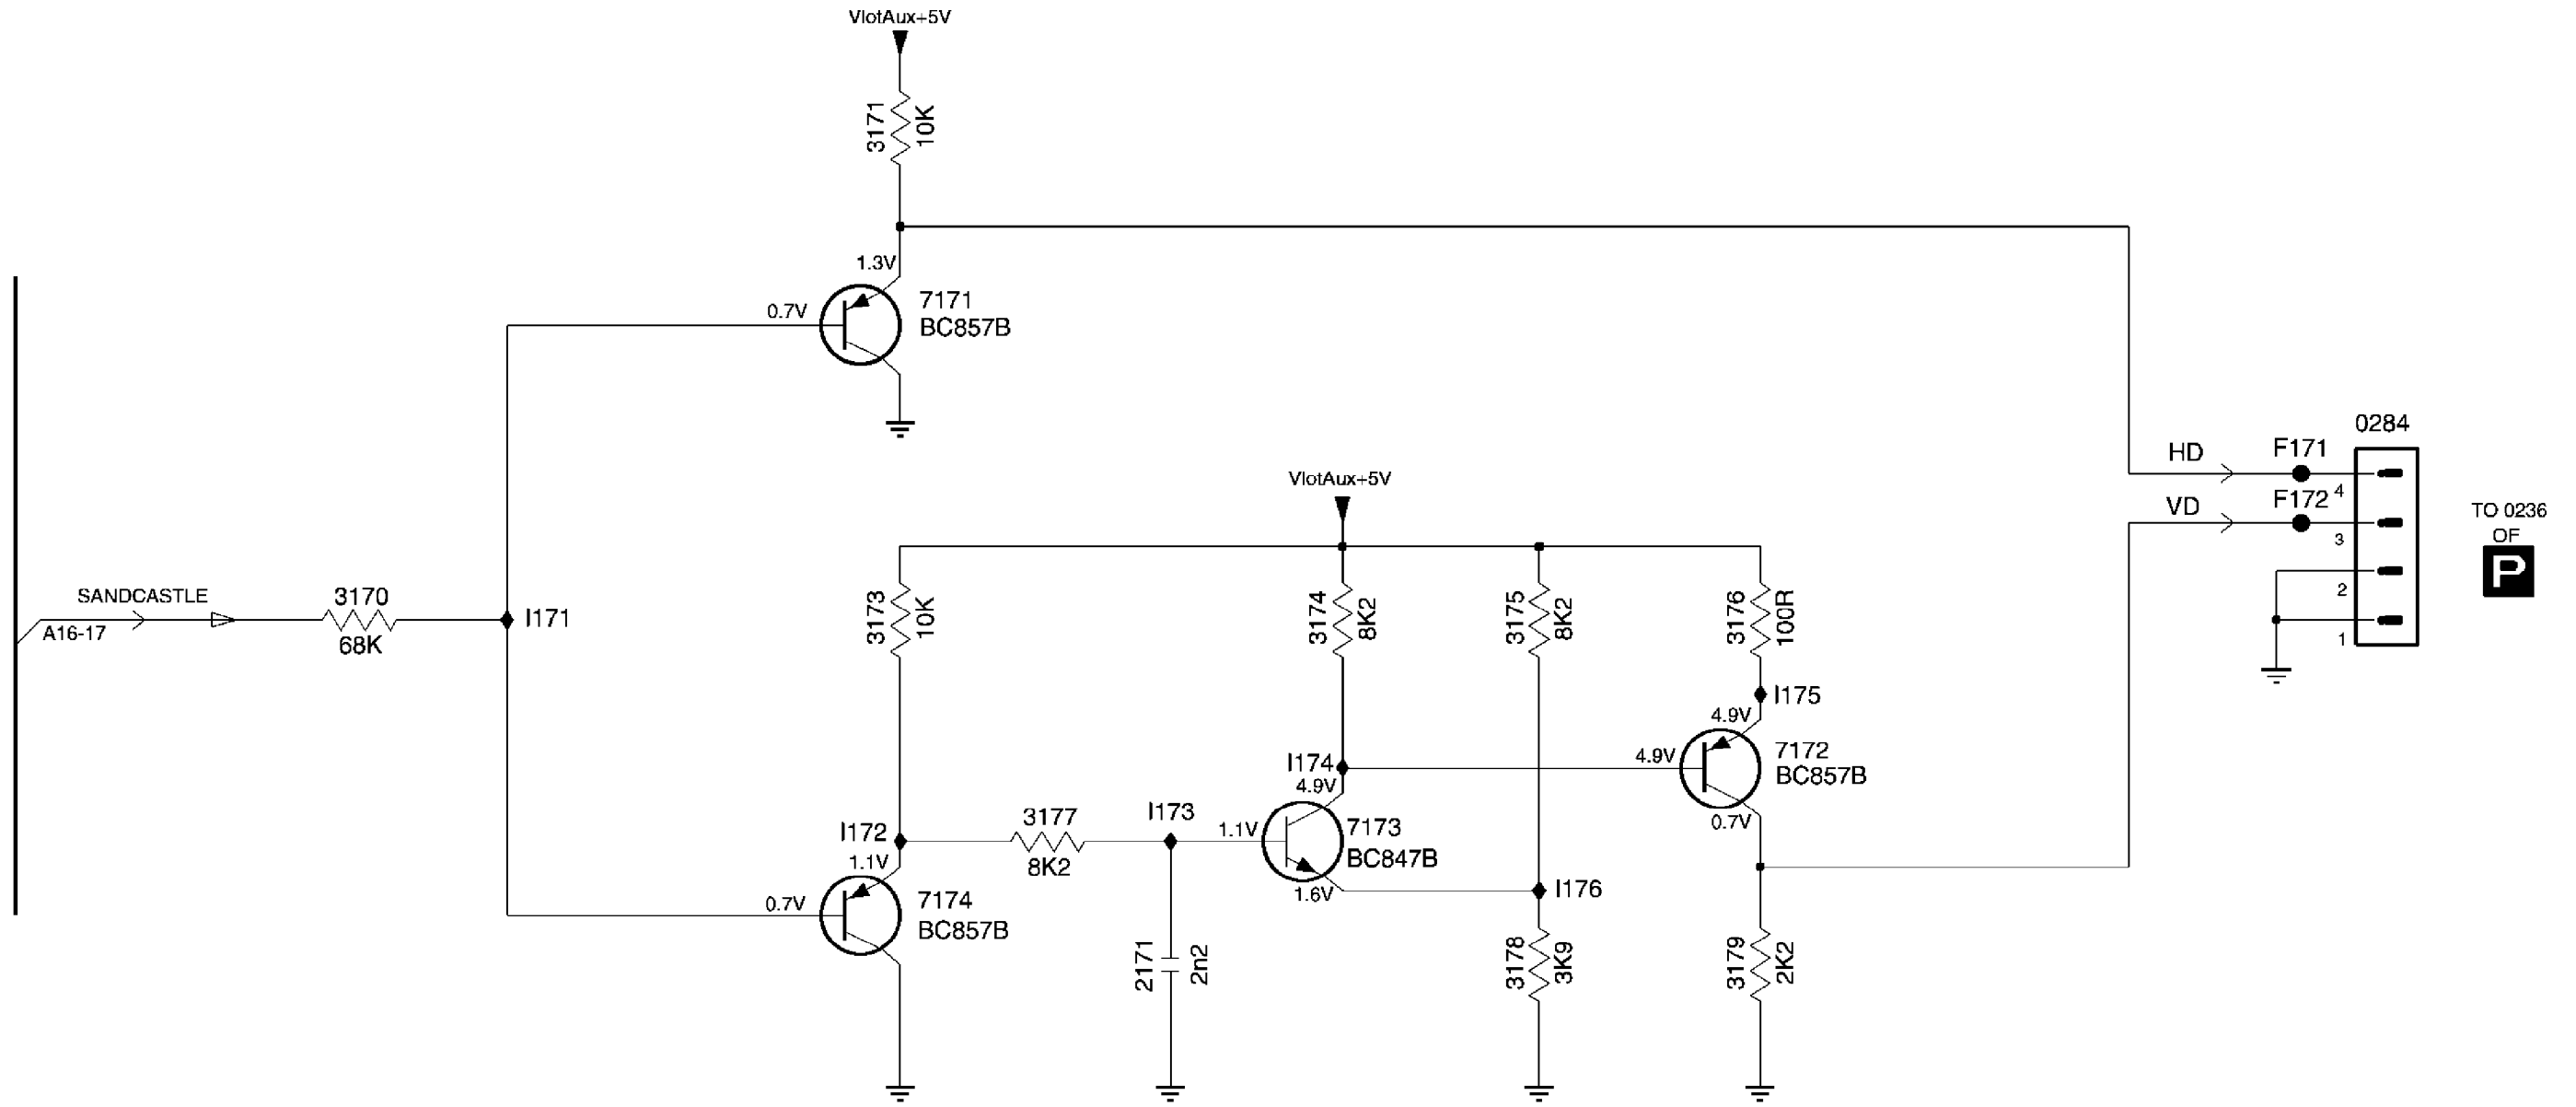 VlotAux+5V
3171
10K
1.3V
7171
0.7V
BC857B
0284
HD
F171
4
VlotAux+5V
VD
F172
3
TO 0236
OF
P
SANDCASTLE
A16-17
3170
68K
I171
3173
10K
3174
8K2
3175
8K2
3176
100R
2
1
I175
4.9V
7172
BC857B
I174
4.9V
4.9V
0.7V
I172
3177
8K2
I173
1.1V
7173
BC847B
1.1V
1.6V
I176
0.7V
7174
BC857B
2171
2n2
3178
3K9
3179
2K2